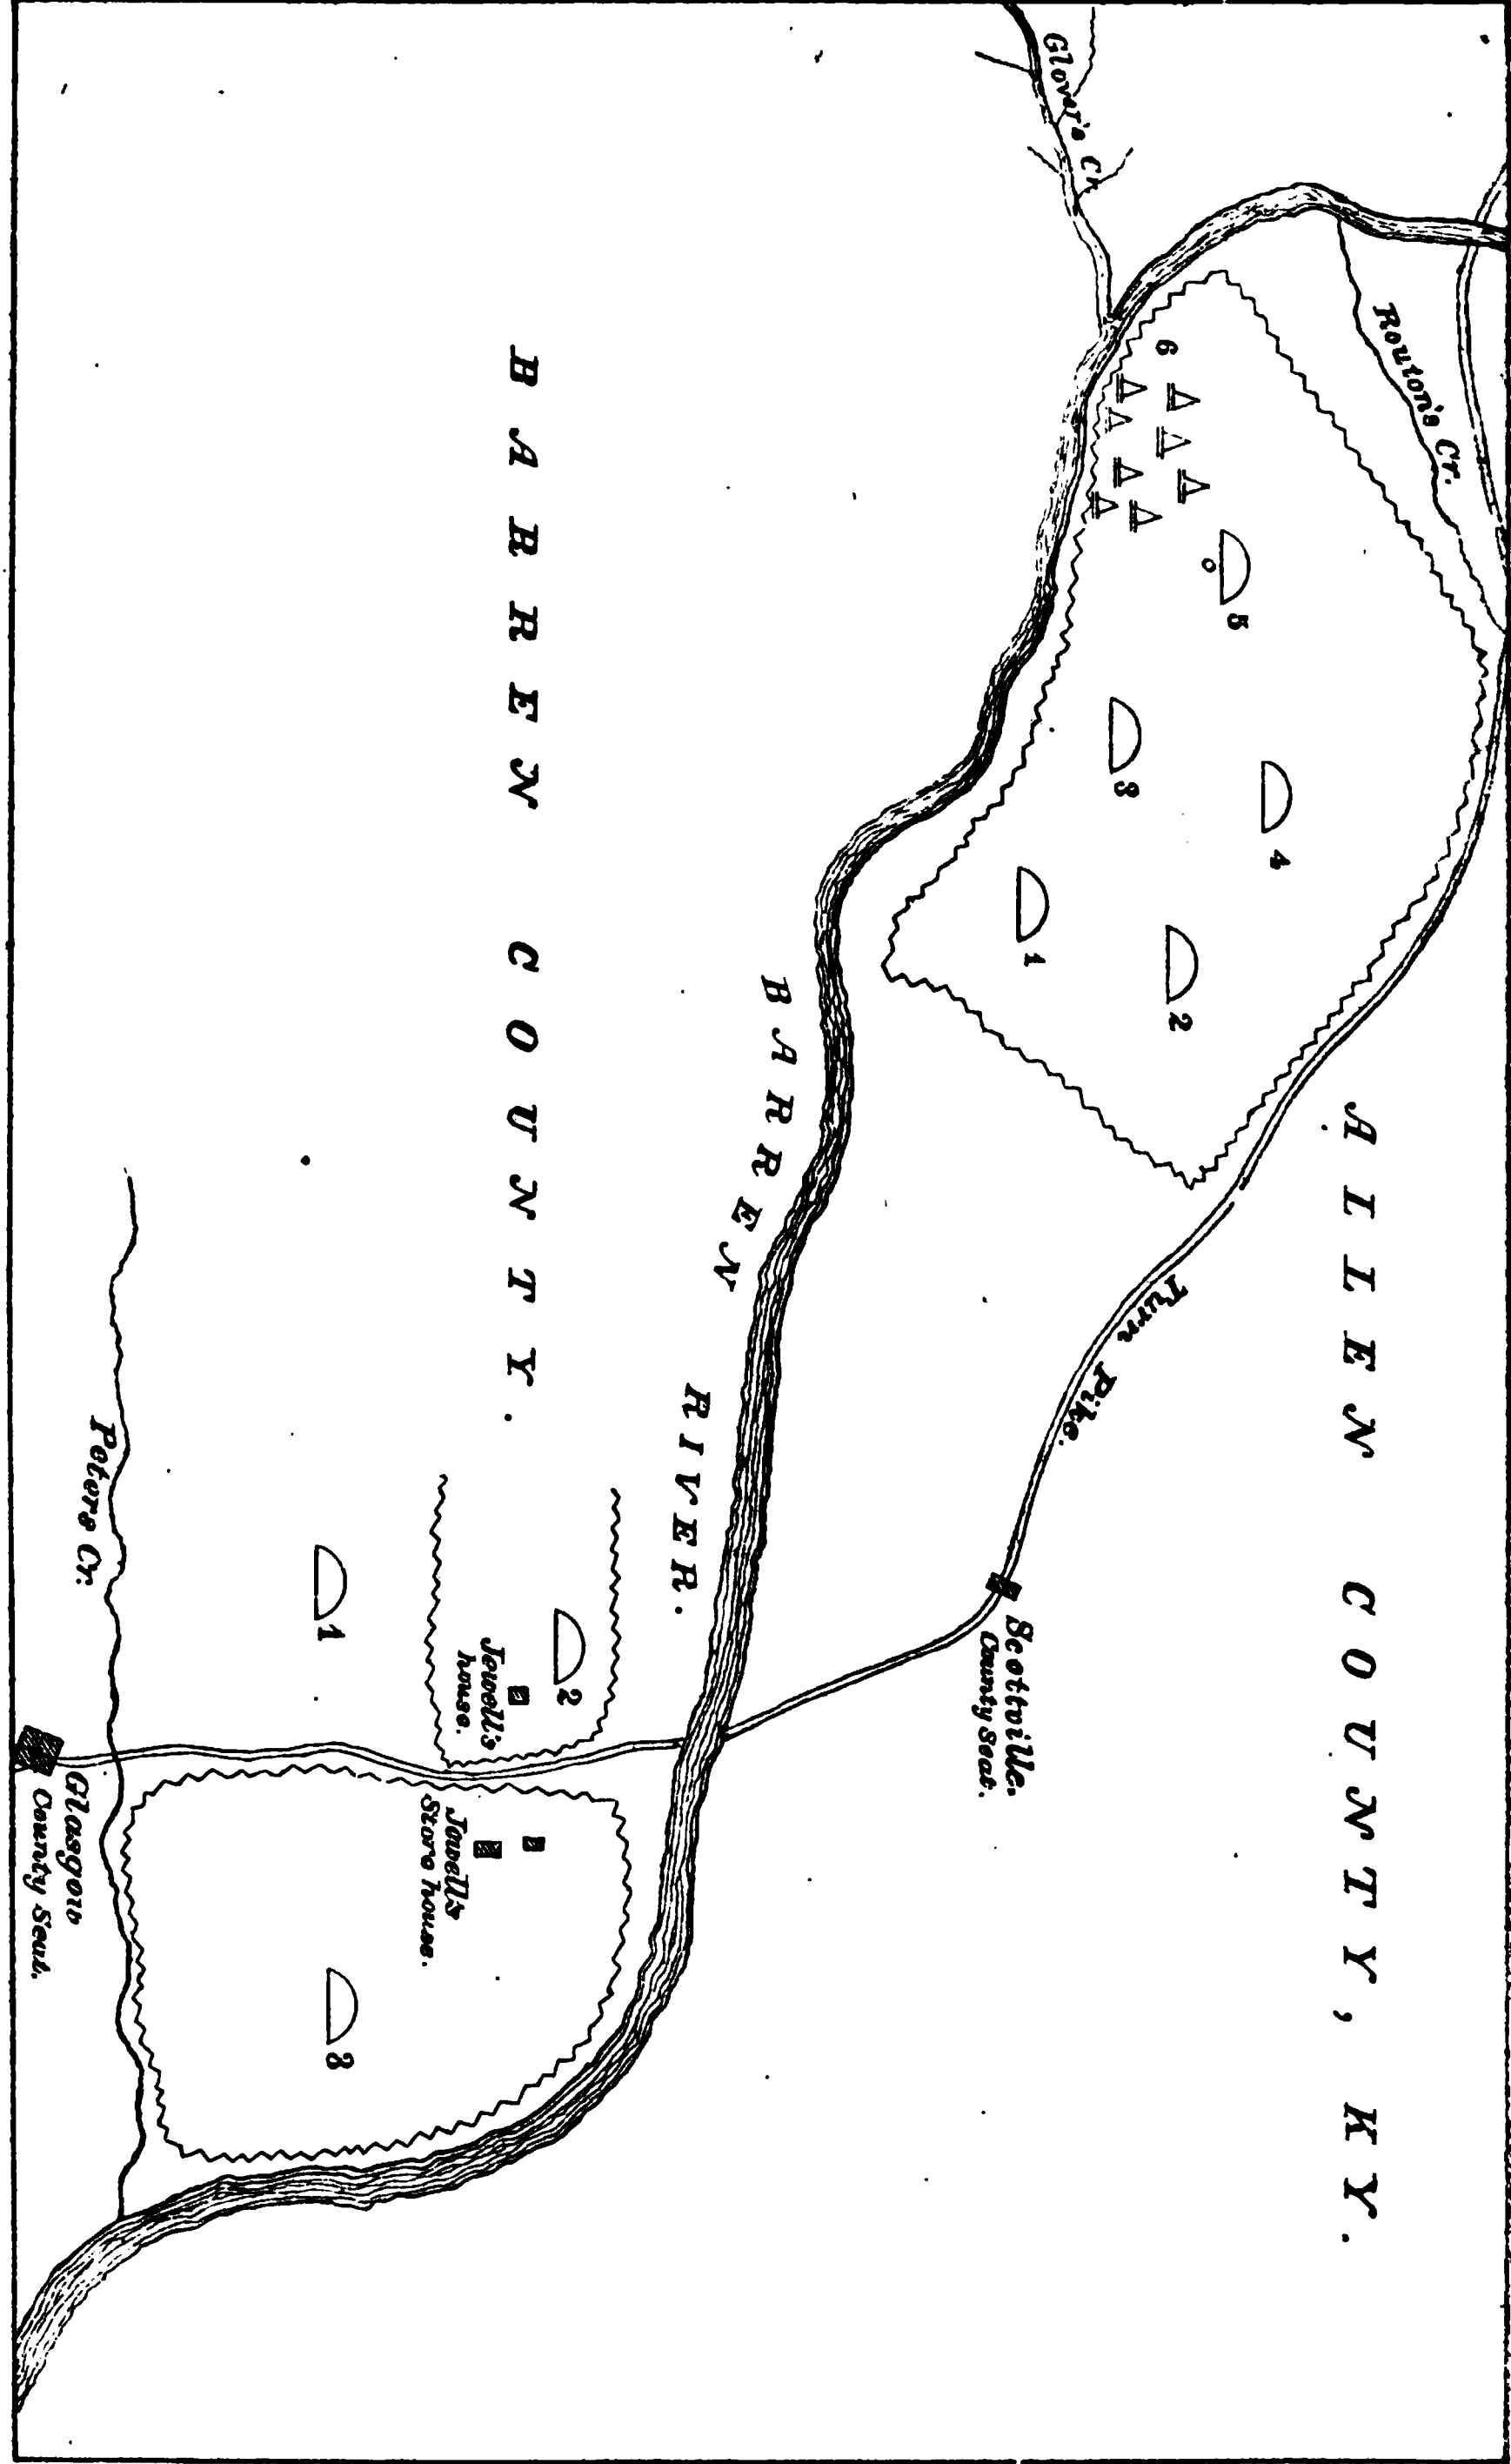 ALLEN COUNTY, KY.
Routon's Cr.
Glover's Cr.
Turn Pike.
Scottville.
County Seat.
6
5
4
3
2
1
BARREN RIVER.
BARREN COUNTY.
2
Jewell's
house.
1
Jewell's
Store house.
3
Peters Cr.
Glasgow
County Seat.